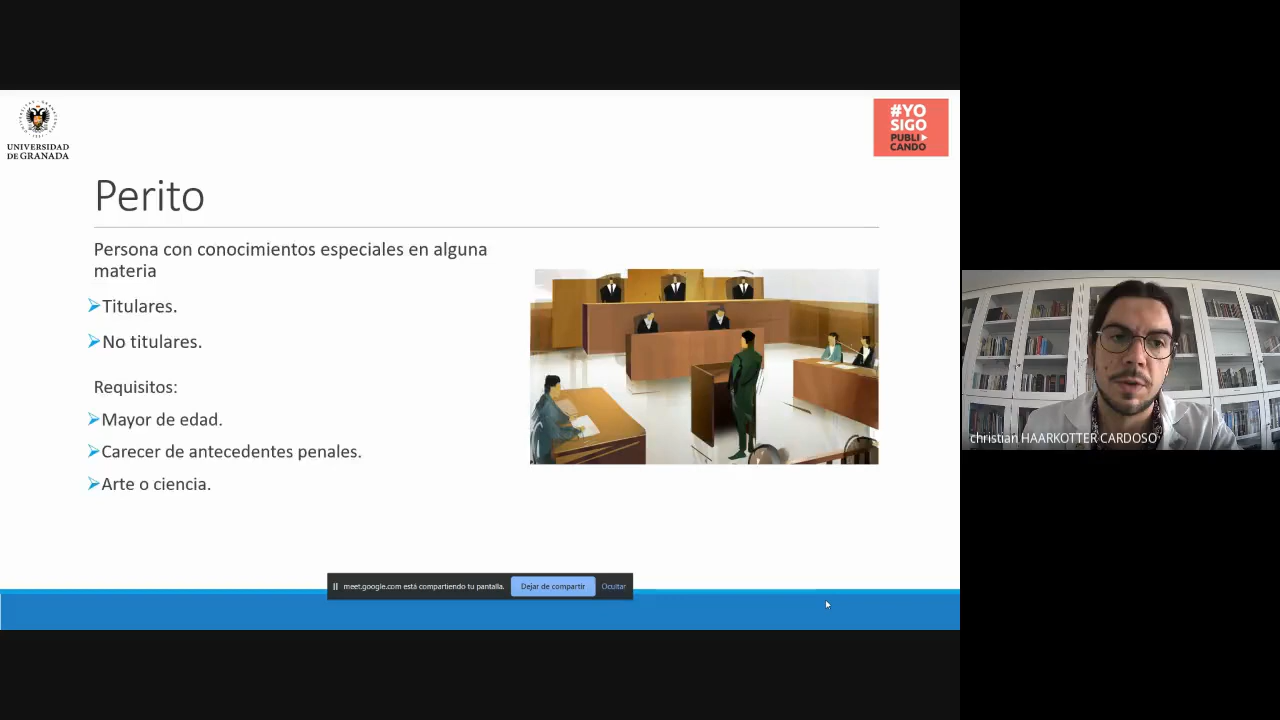 UNIVERSIDAD
DE GRANADA
#YO
SIGO
PUBLI
CANDO
Perito
Persona con conocimientos especiales en alguna
materia
Titulares.
No titulares.
Requisitos:
Mayor de edad.
Carecer de antecedentes penales.
Arte o ciencia.
meet.google.com está compartiendo tu pantalla.
Dejar de compartir
Ocultar
christian HAARKOTTER CARDOSO